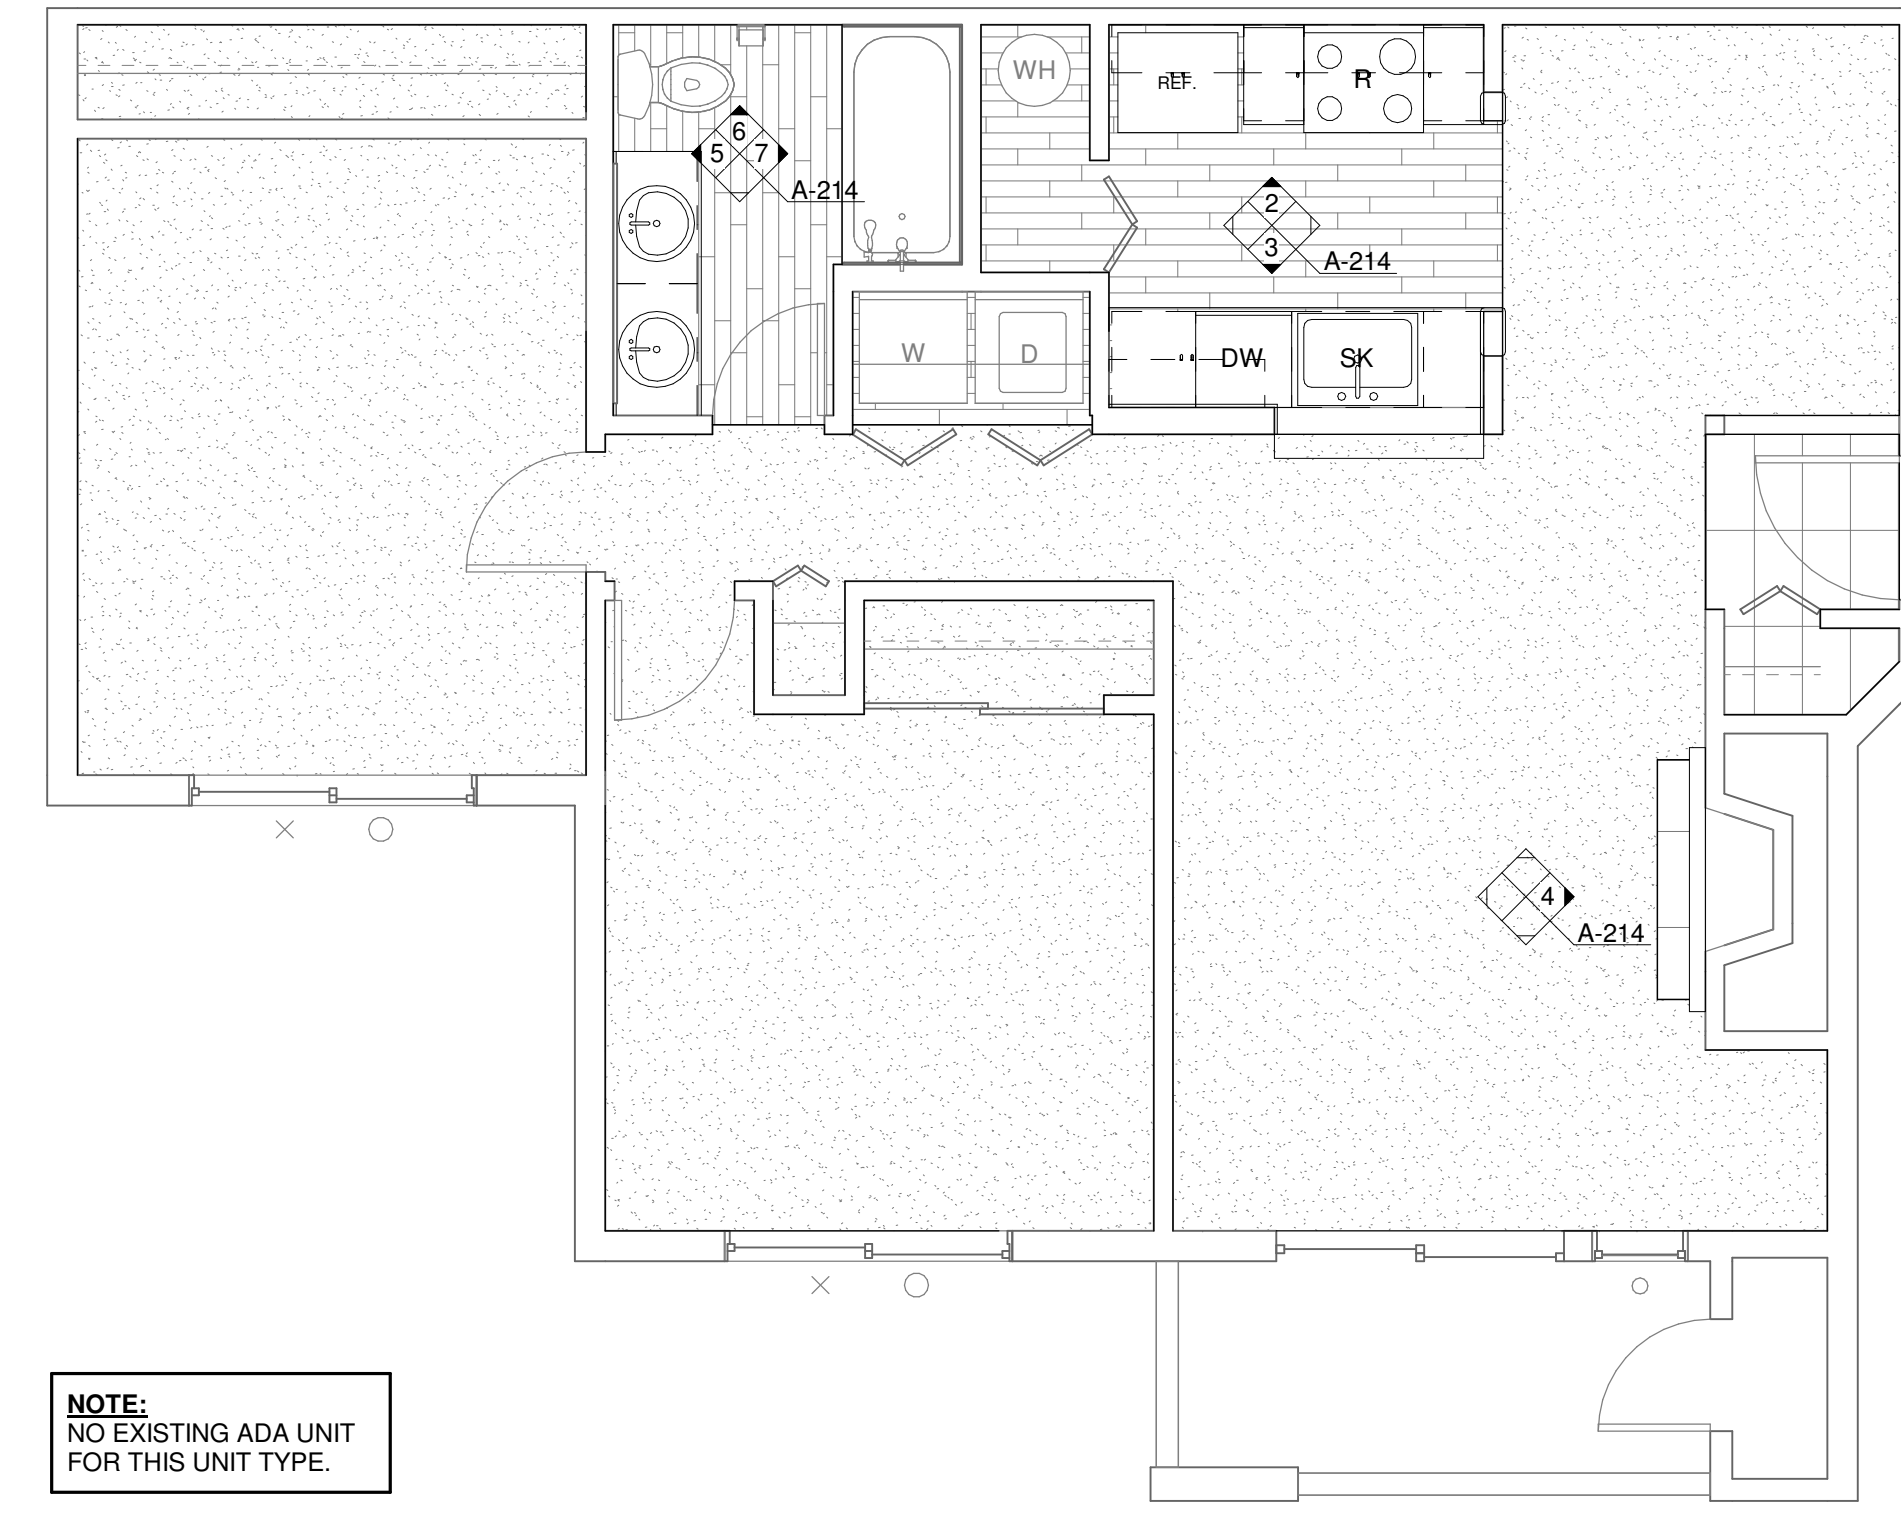 WH
REF.
R
6
5 7
A-214
2
3
A-214
W
D
DW
SK
4
A-214
NOTE:
NO EXISTING ADA UNIT
FOR THIS UNIT TYPE.